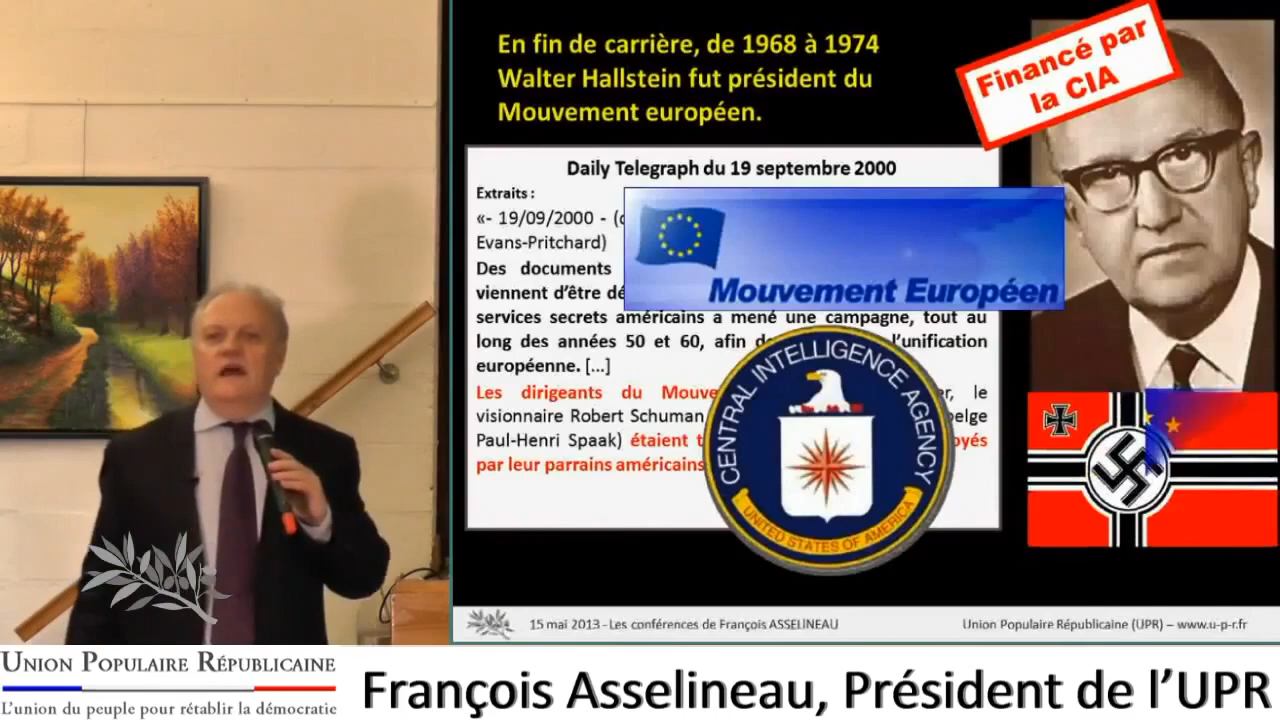 En fin de carrière, de 1968 à 1974
Walter Hallstein fut président du
Mouvement européen.
Financé par
la CIA
Daily Telegraph du 19 septembre 2000
Extraits :
«- 19/09/2000 -
Evans-Pritchard)
Des documents
viennent d’être
services secrets américains a mené une campagne, tout au
long des années 50 et 60, afin l’unification
européenne. [...]
Les dirigeants du le
visionnaire Robert Schuman
Paul-Henri Spaak) étaient
par leur parrains américains
Mouvement Européen
CENTRAL INTELLIGENCE AGENCY
UNITED STATES OF AMERICA
15 mai 2013 - Les conférences de François ASSELINEAU
Union Populaire Républicaine (UPR) – www.u-p-r.fr
UNION POPULAIRE RÉPUBLICAINE
L’union du peuple pour rétablir la démocratie
François Asselineau, Président de l’UPR